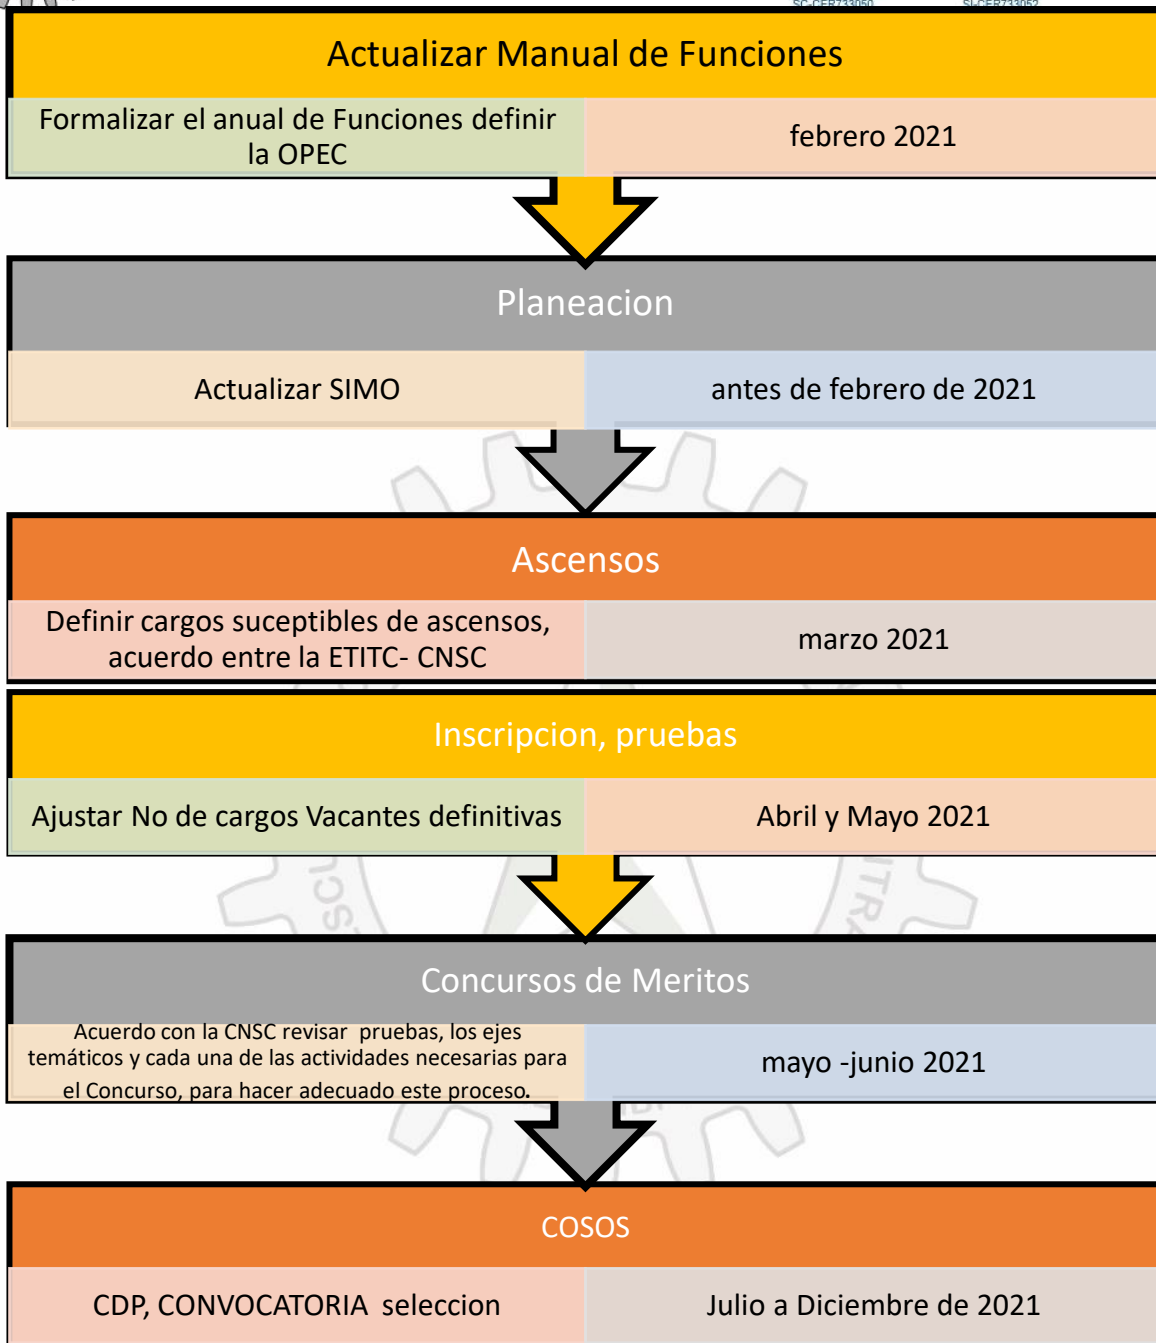 SC-CER733050 SI-CER733052
Actualizar Manual de Funciones
Formalizar el anual de Funciones definir
la OPEC
febrero 2021
Planeacion
Actualizar SIMO
antes de febrero de 2021
Ascensos
Definir cargos suceptibles de ascensos,
acuerdo entre la ETITC- CNSC
marzo 2021
Inscripcion, pruebas
Ajustar No de cargos Vacantes definitivas
Abril y Mayo 2021
Concursos de Meritos
Acuerdo con la CNSC revisar pruebas, los ejes
temáticos y cada una de las actividades necesarias para
el Concurso, para hacer adecuado este proceso.
mayo -junio 2021
COSOS
CDP, CONVOCATORIA seleccion
Julio a Diciembre de 2021